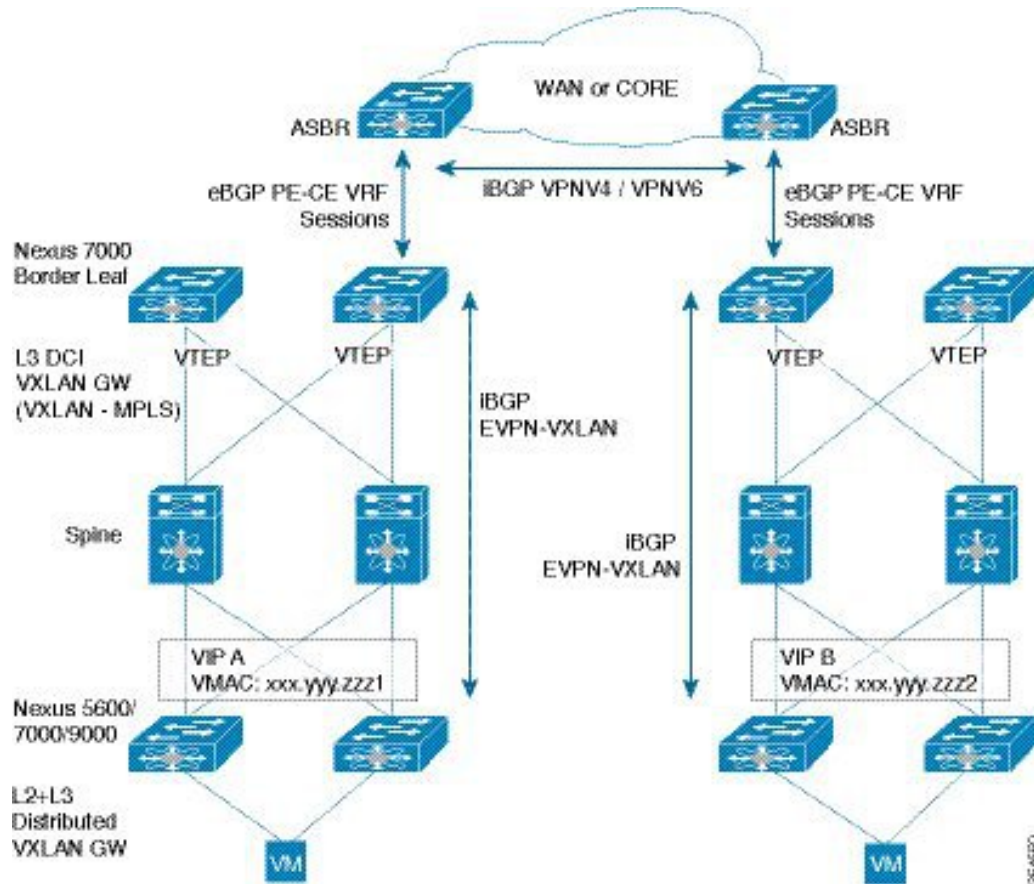 WAN or CORE
ASBR
ASBR
iBGP VPNV4 / VPNV6
eBGP PE-CE VRF
Sessions
eBGP PE-CE VRF
Sessions
Nexus 7000
Border Leaf
VTEP
VTEP
VTEP
VTEP
L3 DCI
VXLAN GW
(VXLAN - MPLS)
iBGP
EVPN-VXLAN
Spine
iBGP
EVPN-VXLAN
VIP A
VMAC: xxx.yyy.zzz1
VIP B
VMAC: xxx.yyy.zzz2
Nexus 5600/
7000/9000
L2+L3
Distributed
VXLAN GW
VM
VM